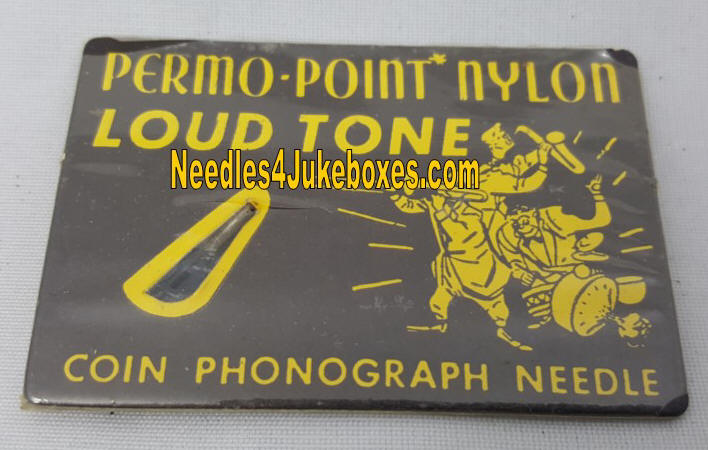 PERMO-POINT* NYLON
LOUD TONE
Needles4Jukeboxes.com
COIN PHONOGRAPH NEEDLE